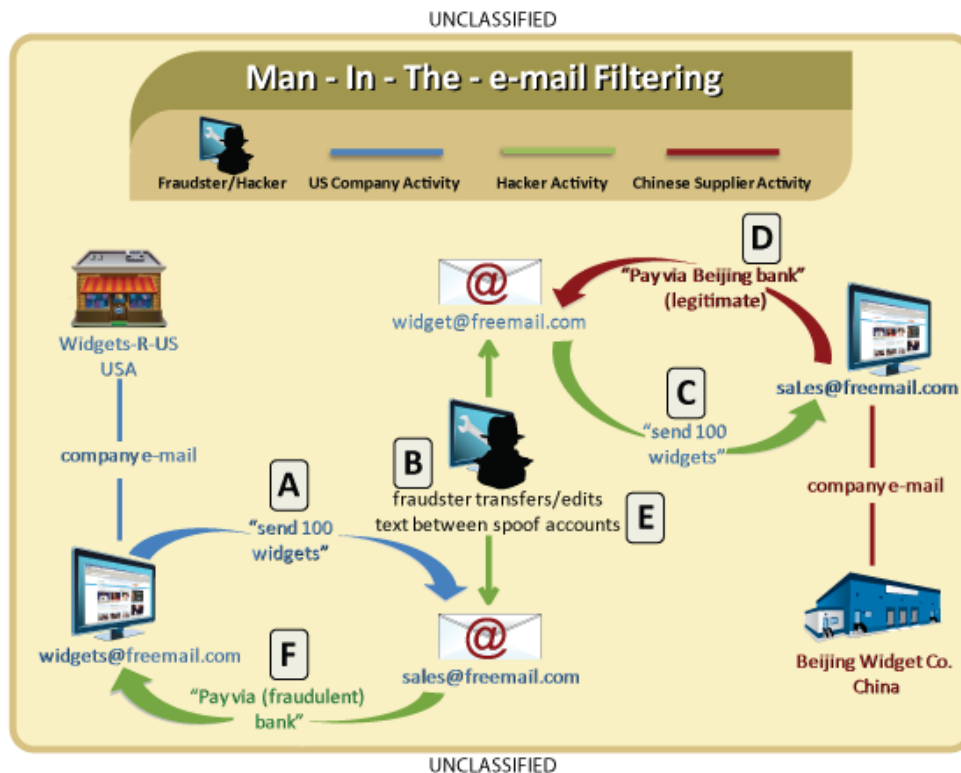 UNCLASSIFIED
Man - In - The - e-mail Filtering
Fraudster/Hacker
US Company Activity
Hacker Activity
Chinese Supplier Activity
D
"Pay via Beijing bank"
(legitimate)
@
widget@freemail.com
Widgets-R-US
USA
saLes@freemail.com
C
"send 100
widgets"
company e-mail
B
fraudster transfers/edits
text between spoof accounts
E
company e-mail
A
"send 100
widgets"
@
widgets@freemail.com
F
sales@freemail.com
"Pay via (fraudulent)
bank"
Beijing Widget Co.
China
UNCLASSIFIED